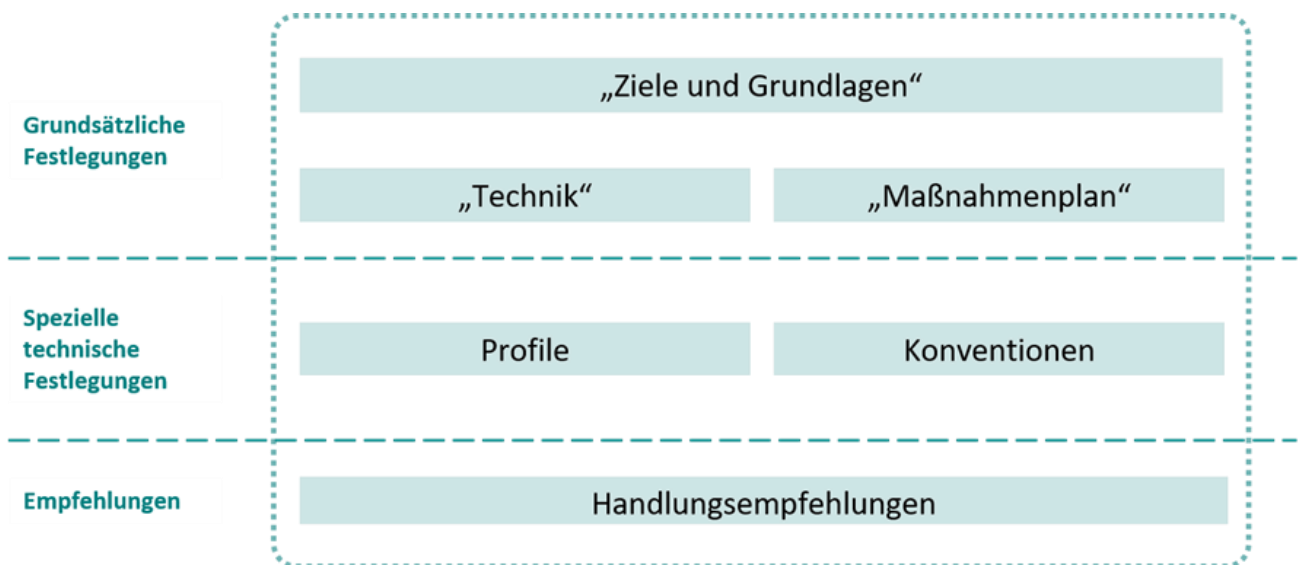 „Ziele und Grundlagen“
Grundsätzliche
Festlegungen
„Technik“
„Maßnahmenplan“
Spezielle
technische
Festlegungen
Profile
Konventionen
Empfehlungen
Handlungsempfehlungen